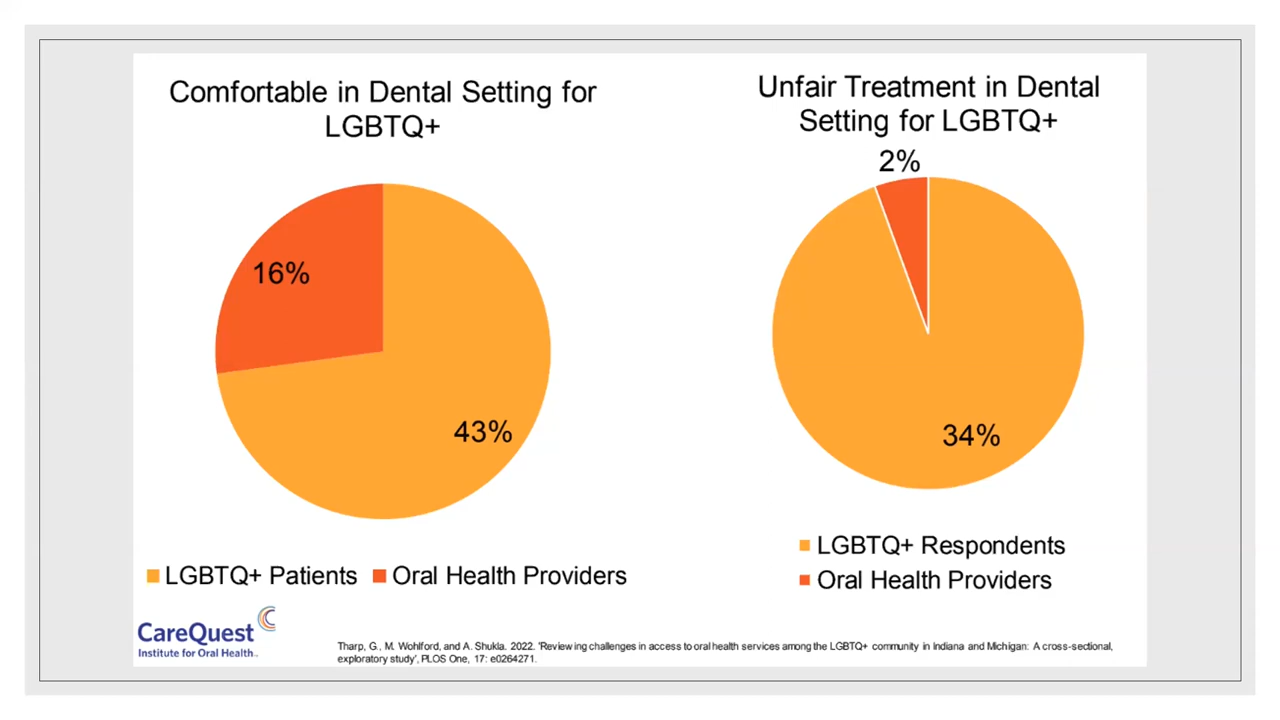 Comfortable in Dental Setting for
LGBTQ+
16%
43%
LGBTQ+ Patients
Oral Health Providers
Unfair Treatment in Dental
Setting for LGBTQ+
2%
34%
LGBTQ+ Respondents
Oral Health Providers
CareQuest
Institute for Oral Health™
Tharp, G., M. Wohlford, and A. Shukla. 2022. 'Reviewing challenges in access to oral health services among the LGBTQ+ community in Indiana and Michigan: A cross-sectional,
exploratory study', PLOS One, 17: e0264271.